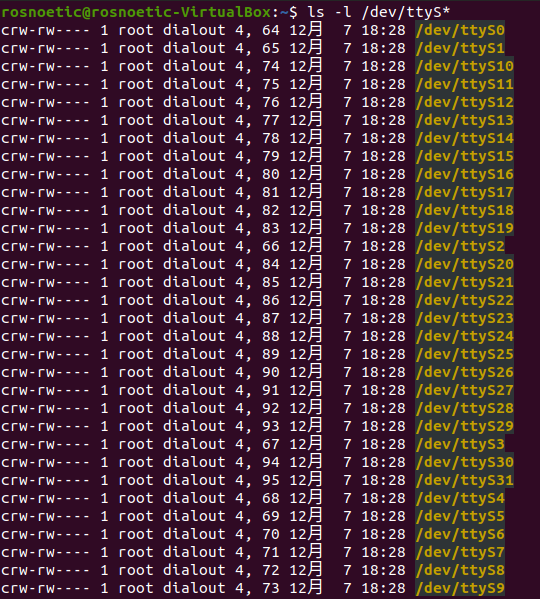 rosnoetic@rosnoetic-VirtualBox:~$ ls -l /dev/ttyS*
crw-rw---- 1 root dialout 4, 64 12月  7 18:28 /dev/ttyS0
crw-rw---- 1 root dialout 4, 65 12月  7 18:28 /dev/ttyS1
crw-rw---- 1 root dialout 4, 74 12月  7 18:28 /dev/ttyS10
crw-rw---- 1 root dialout 4, 75 12月  7 18:28 /dev/ttyS11
crw-rw---- 1 root dialout 4, 76 12月  7 18:28 /dev/ttyS12
crw-rw---- 1 root dialout 4, 77 12月  7 18:28 /dev/ttyS13
crw-rw---- 1 root dialout 4, 78 12月  7 18:28 /dev/ttyS14
crw-rw---- 1 root dialout 4, 79 12月  7 18:28 /dev/ttyS15
crw-rw---- 1 root dialout 4, 80 12月  7 18:28 /dev/ttyS16
crw-rw---- 1 root dialout 4, 81 12月  7 18:28 /dev/ttyS17
crw-rw---- 1 root dialout 4, 82 12月  7 18:28 /dev/ttyS18
crw-rw---- 1 root dialout 4, 83 12月  7 18:28 /dev/ttyS19
crw-rw---- 1 root dialout 4, 66 12月  7 18:28 /dev/ttyS2
crw-rw---- 1 root dialout 4, 84 12月  7 18:28 /dev/ttyS20
crw-rw---- 1 root dialout 4, 85 12月  7 18:28 /dev/ttyS21
crw-rw---- 1 root dialout 4, 86 12月  7 18:28 /dev/ttyS22
crw-rw---- 1 root dialout 4, 87 12月  7 18:28 /dev/ttyS23
crw-rw---- 1 root dialout 4, 88 12月  7 18:28 /dev/ttyS24
crw-rw---- 1 root dialout 4, 89 12月  7 18:28 /dev/ttyS25
crw-rw---- 1 root dialout 4, 90 12月  7 18:28 /dev/ttyS26
crw-rw---- 1 root dialout 4, 91 12月  7 18:28 /dev/ttyS27
crw-rw---- 1 root dialout 4, 92 12月  7 18:28 /dev/ttyS28
crw-rw---- 1 root dialout 4, 93 12月  7 18:28 /dev/ttyS29
crw-rw---- 1 root dialout 4, 67 12月  7 18:28 /dev/ttyS3
crw-rw---- 1 root dialout 4, 94 12月  7 18:28 /dev/ttyS30
crw-rw---- 1 root dialout 4, 95 12月  7 18:28 /dev/ttyS31
crw-rw---- 1 root dialout 4, 68 12月  7 18:28 /dev/ttyS4
crw-rw---- 1 root dialout 4, 69 12月  7 18:28 /dev/ttyS5
crw-rw---- 1 root dialout 4, 70 12月  7 18:28 /dev/ttyS6
crw-rw---- 1 root dialout 4, 71 12月  7 18:28 /dev/ttyS7
crw-rw---- 1 root dialout 4, 72 12月  7 18:28 /dev/ttyS8
crw-rw---- 1 root dialout 4, 73 12月  7 18:28 /dev/ttyS9